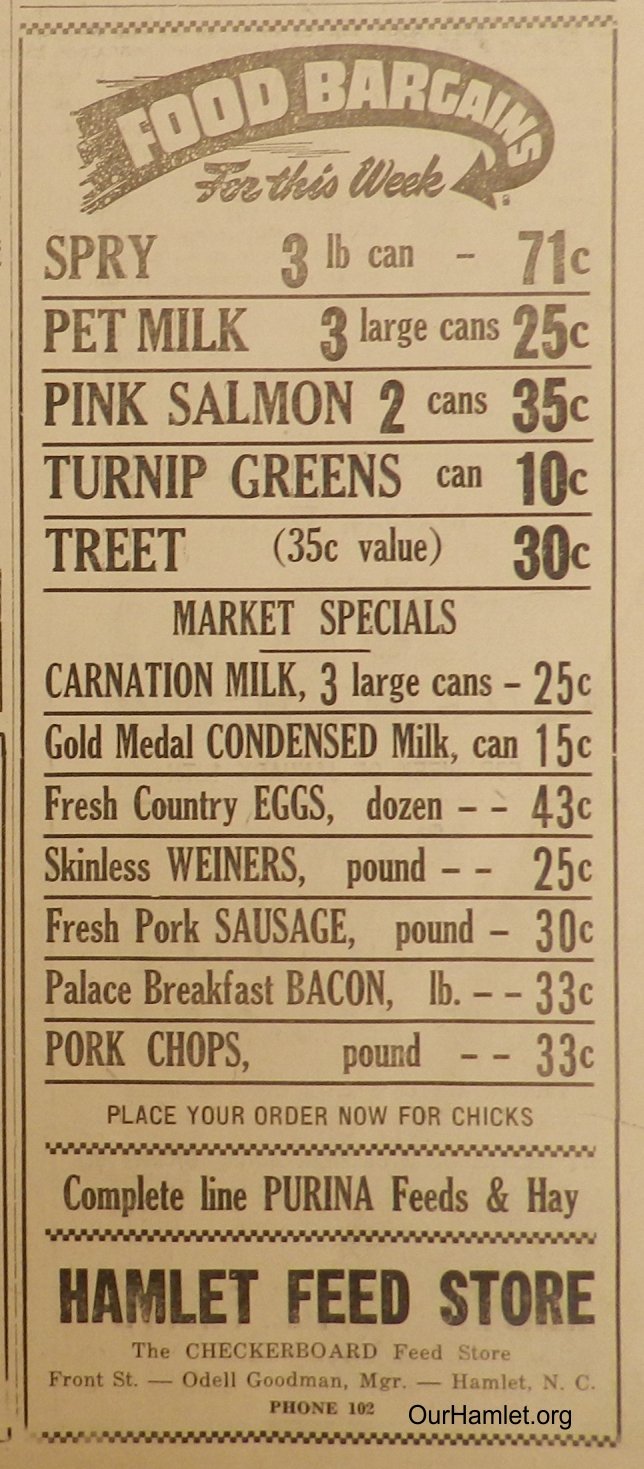 FOOD BARGAINS
For this Week
SPRY 3 lb can - 71c
PET MILK 3 large cans 25c
PINK SALMON 2 cans 35c
TURNIP GREENS can 10c
TREET (35c value) 30c
MARKET SPECIALS
CARNATION MILK, 3 large cans - 25c
Gold Medal CONDENSED Milk, can 15c
Fresh Country EGGS, dozen - - 43c
Skinless WEINERS, pound - - 25c
Fresh Pork SAUSAGE, pound - 30c
Palace Breakfast BACON, lb. - - 33c
PORK CHOPS, pound - - 33c
PLACE YOUR ORDER NOW FOR CHICKS
Complete line PURINA Feeds & Hay
HAMLET FEED STORE
The CHECKERBOARD Feed Store
Front St. — Odell Goodman, Mgr. — Hamlet, N. C.
PHONE 102
OurHamlet.org